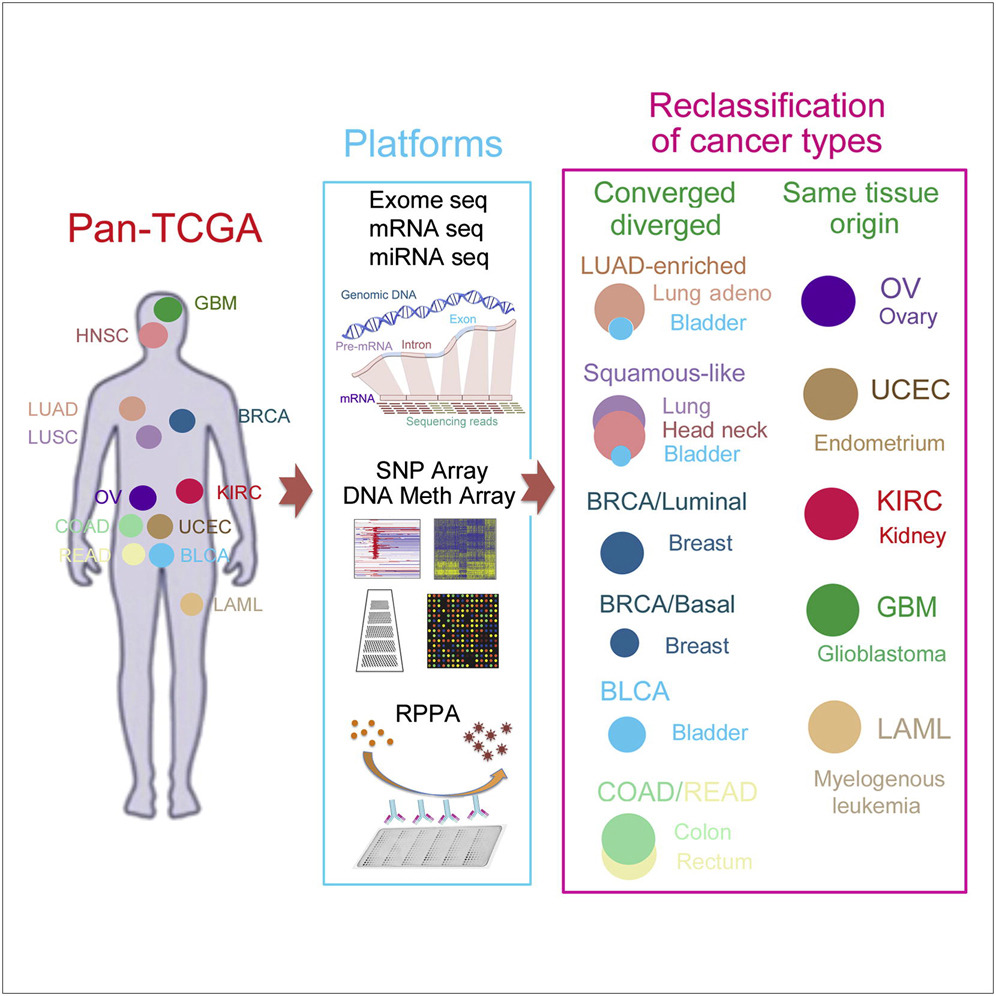 Pan-TCGA
GBM
HNSC
LUAD
BRCA
LUSC
OV
KIRC
COAD
UCEC
READ
BLCA
LAML
Platforms
Exome seq
mRNA seq
miRNA seq
Genomic DNA
Exon
Pre-mRNA
Intron
mRNA
Sequencing reads
SNP Array
DNA Meth Array
RPPA
Reclassification
of cancer types
Converged
diverged
LUAD-enriched
Lung adeno
Bladder
Squamous-like
Lung
Head neck
Bladder
BRCA/Luminal
Breast
BRCA/Basal
Breast
BLCA
Bladder
COAD/READ
Colon
Rectum
Same tissue
origin
OV
Ovary
UCEC
Endometrium
KIRC
Kidney
GBM
Glioblastoma
LAML
Myelogenous
leukemia